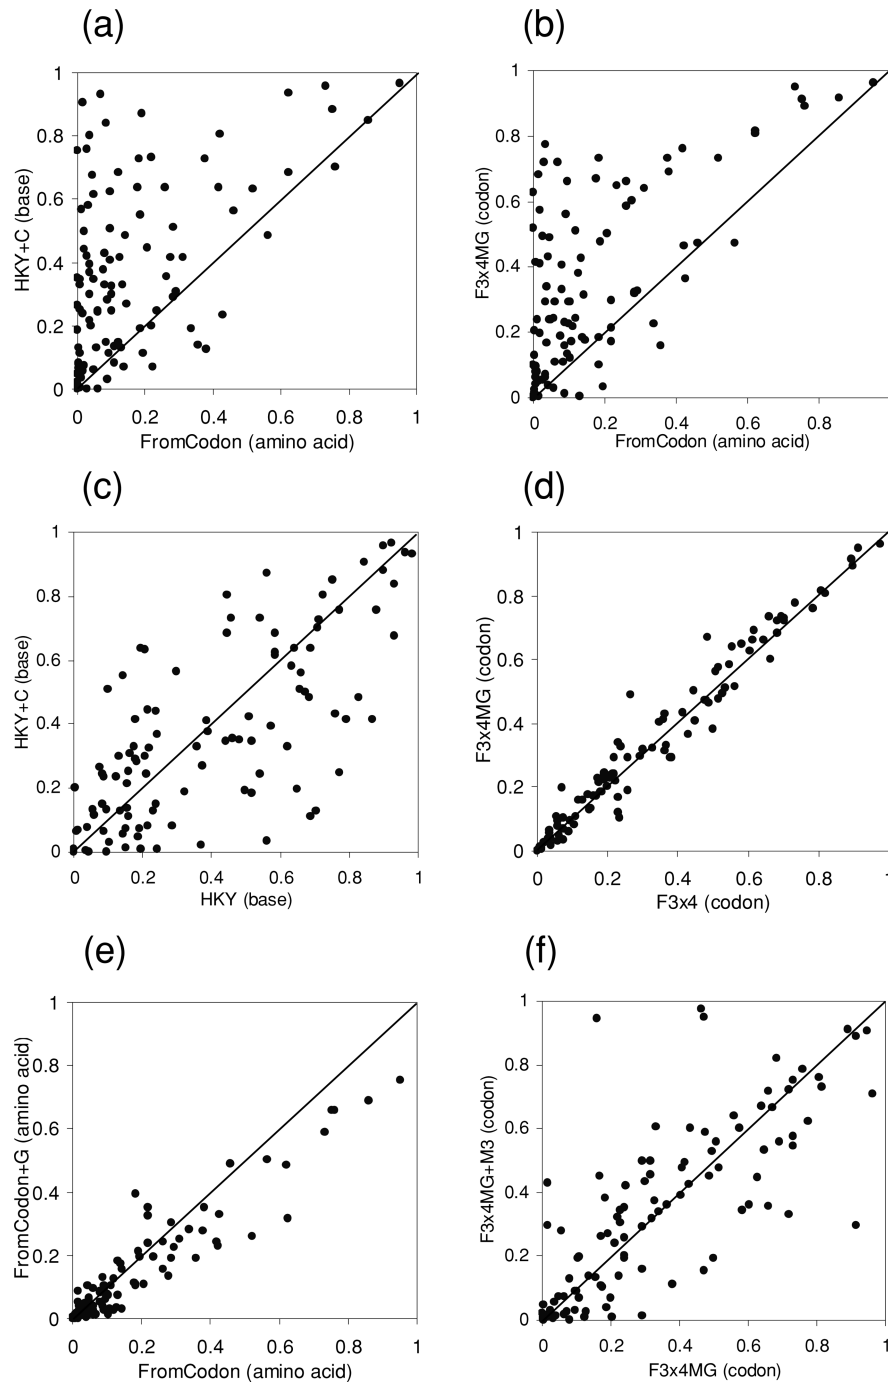 (a)
1
0.8
0.6
0.4
0.2
0
HKY+C (base)
0 0.2 0.4 0.6 0.8 1
FromCodon (amino acid)
(b)
1
0.8
0.6
0.4
0.2
0
F3x4MG (codon)
0 0.2 0.4 0.6 0.8
FromCodon (amino acid)
(c)
1
0.8
0.6
0.4
0.2
0
HKY+C (base)
0 0.2 0.4 0.6 0.8 1
HKY (base)
(d)
1
0.8
0.6
0.4
0.2
0
F3x4MG (codon)
0 0.2 0.4 0.6 0.8 1
F3x4 (codon)
(e)
1
0.8
0.6
0.4
0.2
0
FromCodon+G (amino acid)
0 0.2 0.4 0.6 0.8 1
FromCodon (amino acid)
(f)
1
0.8
0.6
0.4
0.2
0
F3x4MG+M3 (codon)
0 0.2 0.4 0.6 0.8 1
F3x4MG (codon)